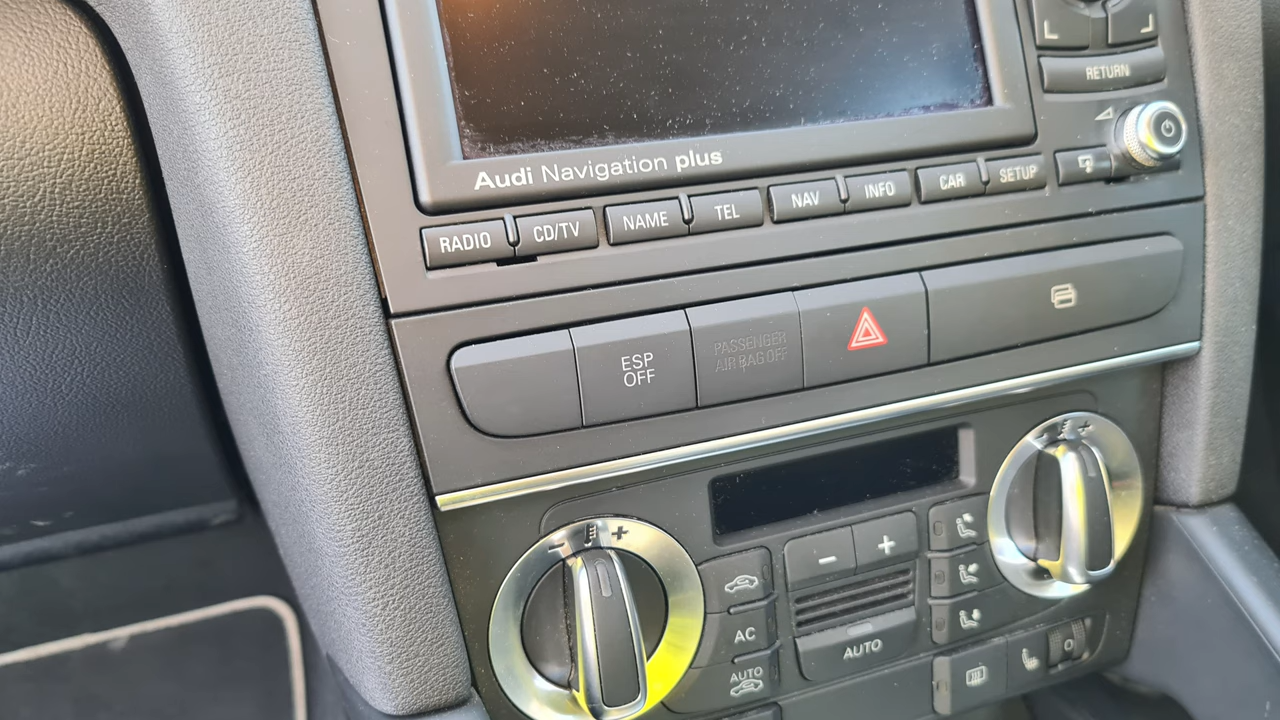 RETURN
Audi Navigation plus
RADIO
CD/TV
NAME
TEL
NAV
INFO
CAR
SETUP
ESP
OFF
PASSENGER
AIR BAG OFF
- +
- +
- +
AC
AUTO
AUTO
0